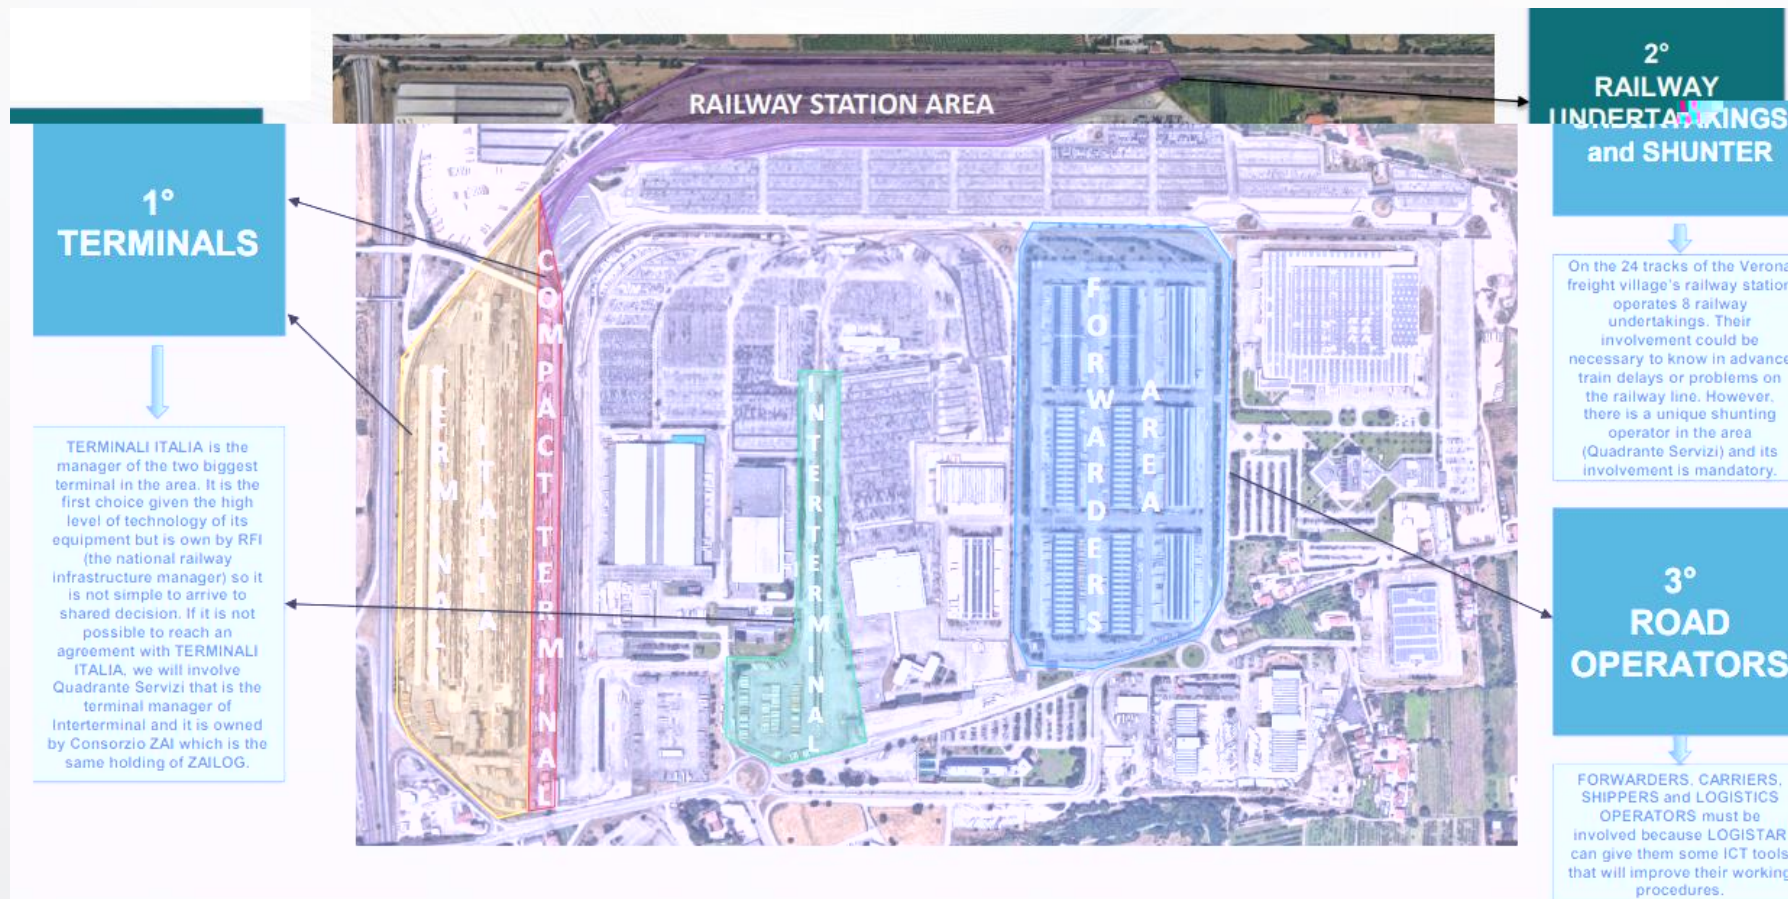 RAILWAY STATION AREA
1°
TERMINALS
TERMINALI ITALIA is the
manager of the two biggest
terminal in the area. It is the
first choice given the high
level of technology of its
equipment but is own by RFI
(the national railway
infrastructure manager) so it
is not simple to arrive to
shared decision. If it is not
possible to reach an
agreement with TERMINALI
ITALIA, we will involve
Quadrante Servizi that is the
terminal manager of
Interterminal and it is owned
by Consorzio ZAI which is the
same holding of ZAILOG.
TERMINALI
ITALIA
COMPACT TERMINAL
INTERTERMINAL
FORWARDERS
AREA
2°
RAILWAY
UNDERTAKINGS
and SHUNTER
On the 24 tracks of the Verona
freight village's railway station
operates 8 railway
undertakings. Their
involvement could be
necessary to know in advance
train delays or problems on
the railway line. However,
there is a unique shunting
operator in the area
(Quadrante Servizi) and its
involvement is mandatory.
3°
ROAD
OPERATORS
FORWARDERS, CARRIERS,
SHIPPERS and LOGISTICS
OPERATORS must be
involved because LOGISTAR
can give them some ICT tools
that will improve their working
procedures.